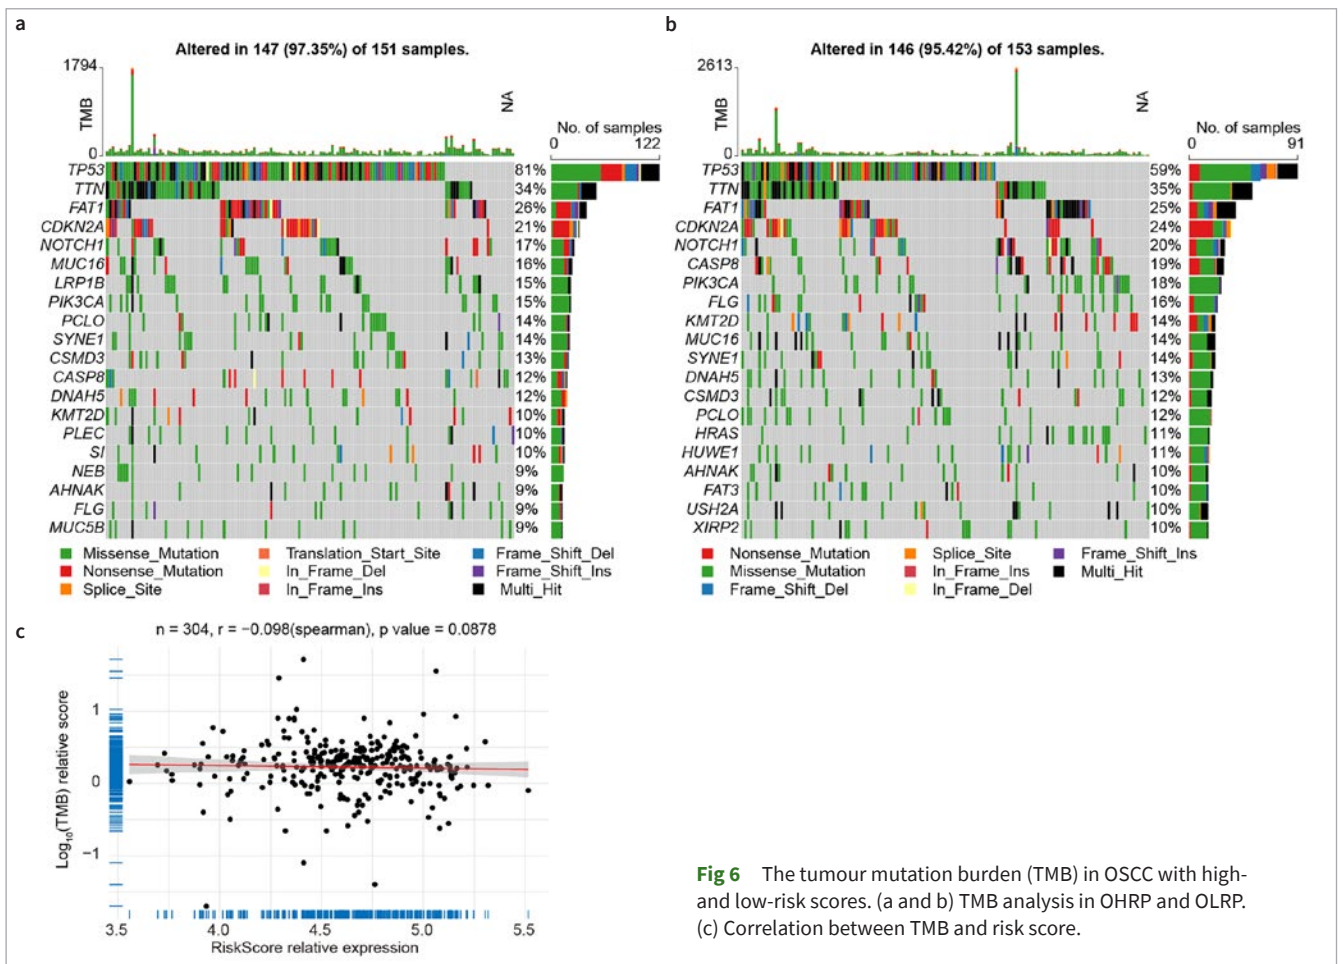 a
Altered in 147 (97.35%) of 151 samples.
1794
TMB
0
NA
No. of samples
0 122
TP53 81%
TTN 34%
FAT1 26%
CDKN2A 21%
NOTCH1 17%
MUC16 16%
LRP1B 15%
PIK3CA 15%
PCLO 14%
SYNE1 14%
CSMD3 13%
CASP8 12%
DNAH5 12%
KMT2D 10%
PLEC 10%
SI 10%
NEB 9%
AHNAK 9%
FLG 9%
MUC5B 9%
Missense_Mutation Translation_Start_Site Frame_Shift_Del
Nonsense_Mutation In_Frame_Del Frame_Shift_Ins
Splice_Site In_Frame_Ins Multi_Hit
b
Altered in 146 (95.42%) of 153 samples.
2613
TMB
0
NA
No. of samples
0 91
TP53 59%
TTN 35%
FAT1 25%
CDKN2A 24%
NOTCH1 20%
CASP8 19%
PIK3CA 18%
FLG 16%
KMT2D 14%
MUC16 14%
SYNE1 14%
DNAH5 13%
CSMD3 12%
PCLO 12%
HRAS 11%
HUWE1 11%
AHNAK 10%
FAT3 10%
USH2A 10%
XIRP2 10%
Nonsense_Mutation Splice_Site Frame_Shift_Ins
Missense_Mutation In_Frame_Ins Multi_Hit
Frame_Shift_Del In_Frame_Del
c
n = 304, r = −0.098(spearman), p value = 0.0878
Log10(TMB) relative score
1
0
−1
3.5 4.0 4.5 5.0 5.5
RiskScore relative expression
Fig 6 The tumour mutation burden (TMB) in OSCC with high-
and low-risk scores. (a and b) TMB analysis in OHRP and OLRP.
(c) Correlation between TMB and risk score.